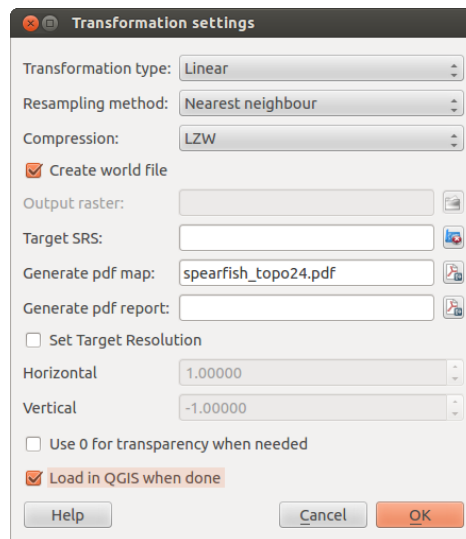 Transformation settings
Transformation type: Linear
Resampling method: Nearest neighbour
Compression: LZW
Create world file
Output raster:
Target SRS:
Generate pdf map: spearfish_topo24.pdf
Generate pdf report:
Set Target Resolution
Horizontal 1.00000
Vertical -1.00000
Use 0 for transparency when needed
Load in QGIS when done
Help Cancel OK